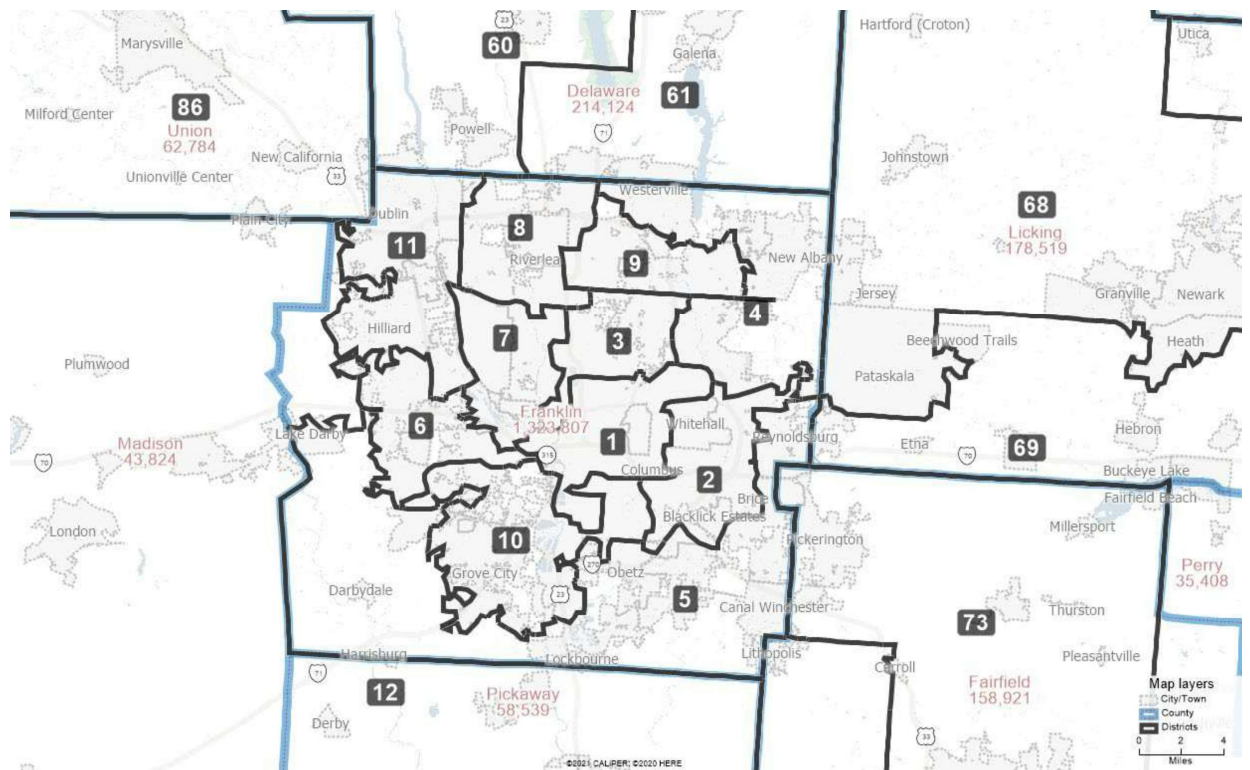 23
Hartford (Croton)
Utica
Marysville
60
Galena
Delaware
214,124
61
86
Milford Center
Union
62,784
Powell
71
New California
Johnstown
Unionville Center
33
Westerville
Plain City
Dublin
8
68
Licking
178,519
11
Riverlea
9
New Albany
Jersey
Granville
Newark
4
Hilliard
7
3
Beechwood Trails
Heath
Plumwood
Pataskala
Franklin
1,323,807
6
Whitehall
Lake Darby
1
Reynoldsburg
Hebron
Madison
43,824
Etna
69
70
315
70
Columbus
2
Buckeye Lake
Brice
Fairfield Beach
London
Blacklick Estates
Millersport
10
Pickerington
Perry
35,408
Grove City
270
Obetz
Darbydale
23
5
Canal Winchester
Thurston
73
Harrisburg
Lockbourne
Lithopolis
Carroll
Pleasantville
71
12
Pickaway
58,539
Fairfield
158,921
Derby
33
Map layers
City/Town
County
Districts
0 2 4
Miles
©2021 CALIPER; ©2020 HERE